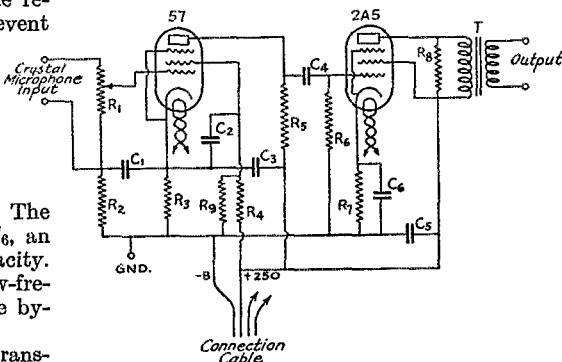 e re-
event
57
2A5
T
R8
C4
Output
Crystal
Microphone
Input
R1
C2
R5
R6
C1
C3
R2
R3
R9
R4
R7
C6
C5
GND.
-B
+250
Connection
Cable
The
6, an
acity.
w-fre-
e by-
rans-